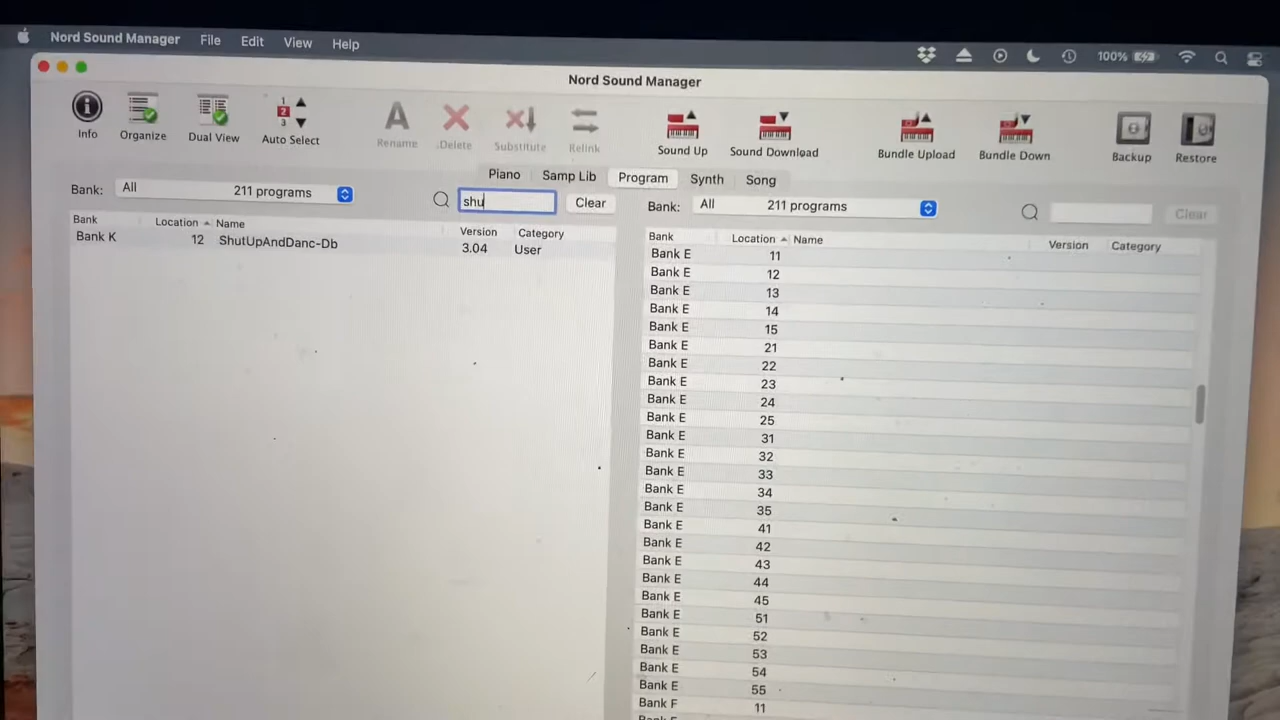 Nord Sound Manager File Edit View Help 100%
Nord Sound Manager
Info Organize Dual View Auto Select Rename Delete Substitute Relink Sound Up Sound Download Bundle Upload Bundle Down Backup Restore
1
2
3
A
Piano Samp Lib Program Synth Song
Bank: All 211 programs shu Clear Bank: All 211 programs Clear
Bank Location Name Version Category
Bank K 12 ShutUpAndDanc-Db 3.04 User
Bank Location Name Version Category
Bank E 11
Bank E 12
Bank E 13
Bank E 14
Bank E 15
Bank E 21
Bank E 22
Bank E 23
Bank E 24
Bank E 25
Bank E 31
Bank E 32
Bank E 33
Bank E 34
Bank E 35
Bank E 41
Bank E 42
Bank E 43
Bank E 44
Bank E 45
Bank E 51
Bank E 52
Bank E 53
Bank E 54
Bank E 55
Bank F 11